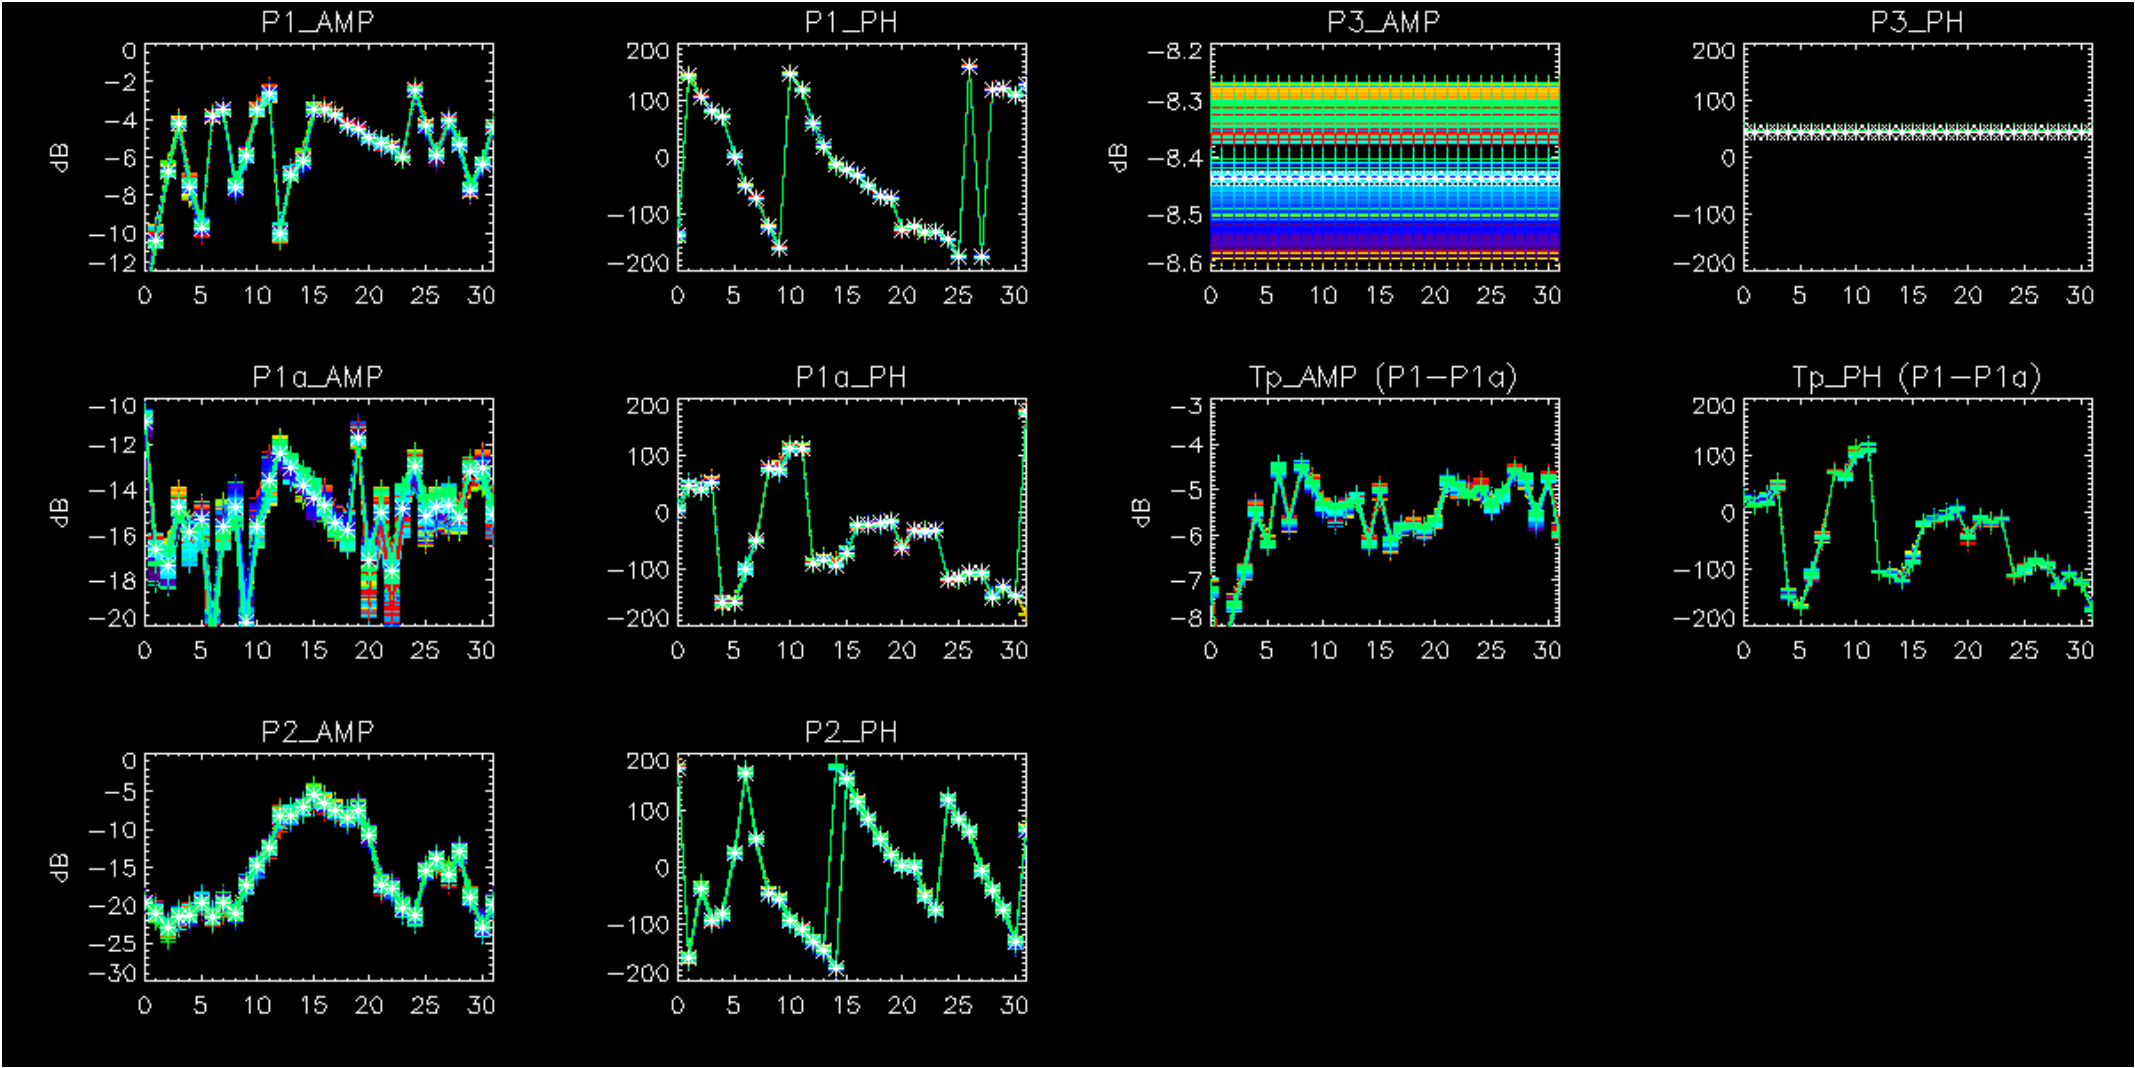 P1_AMP
dB
0
−2
−4
−6
−8
−10
−12
0 5 10 15 20 25 30
P1_PH
200
100
0
−100
−200
0 5 10 15 20 25 30
P3_AMP
dB
−8.2
−8.3
−8.4
−8.5
−8.6
0 5 10 15 20 25 30
P3_PH
200
100
0
−100
−200
0 5 10 15 20 25 30
P1a_AMP
dB
−10
−12
−14
−16
−18
−20
0 5 10 15 20 25 30
P1a_PH
200
100
0
−100
−200
0 5 10 15 20 25 30
Tp_AMP (P1−P1a)
dB
−3
−4
−5
−6
−7
−8
0 5 10 15 20 25 30
Tp_PH (P1−P1a)
200
100
0
−100
−200
0 5 10 15 20 25 30
P2_AMP
dB
0
−5
−10
−15
−20
−25
−30
0 5 10 15 20 25 30
P2_PH
200
100
0
−100
−200
0 5 10 15 20 25 30